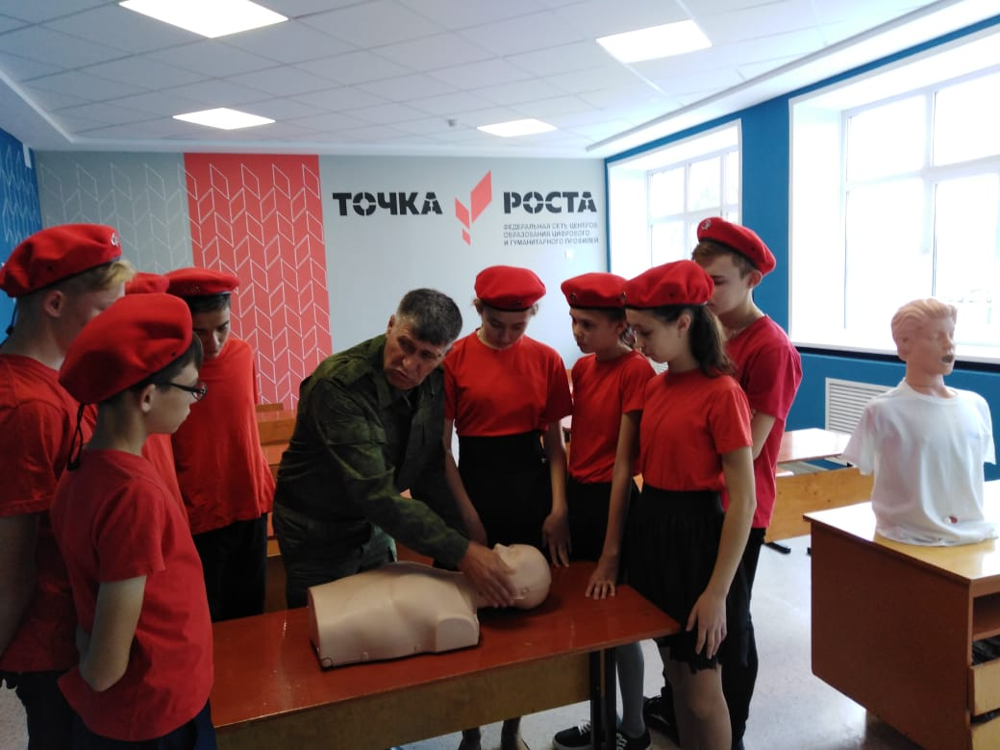 ТОЧКА РОСТА
ФЕДЕРАЛЬНАЯ СЕТЬ ЦЕНТРОВ
ОБРАЗОВАНИЯ ЦИФРОВОГО
И ГУМАНИТАРНОГО ПРОФИЛЕЙ